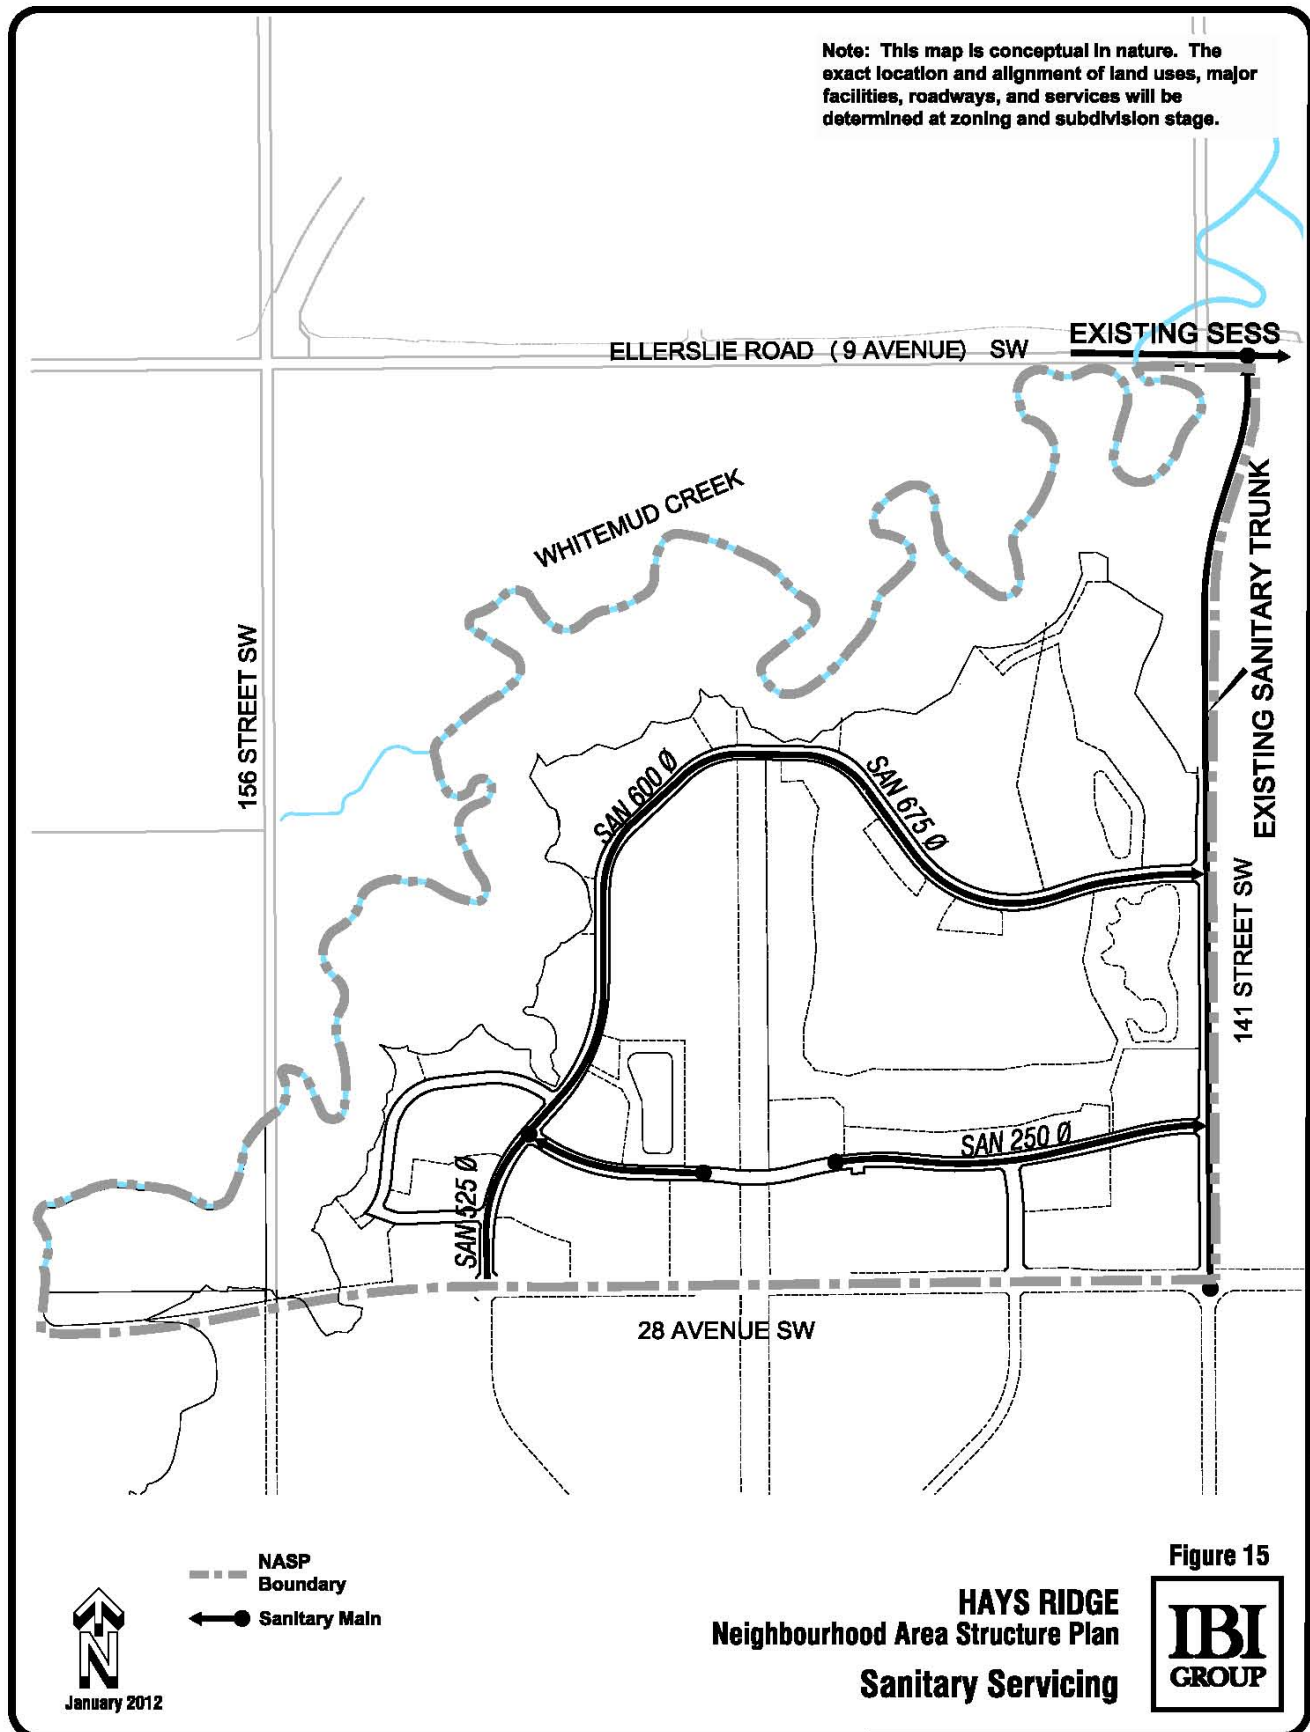 Note: This map is conceptual in nature. The
exact location and alignment of land uses, major
facilities, roadways, and services will be
determined at zoning and subdivision stage.
EXISTING SESS
ELLERSLIE ROAD ( 9 AVENUE) SW
WHITEMUD CREEK
EXISTING SANITARY TRUNK
156 STREET SW
SAN 600 Ø
SAN 675 Ø
141 STREET SW
SAN 250 Ø
SAN 525 Ø
28 AVENUE SW
NASP
Boundary
Sanitary Main
N
January 2012
Figure 15
HAYS RIDGE
Neighbourhood Area Structure Plan
Sanitary Servicing
IBI
GROUP